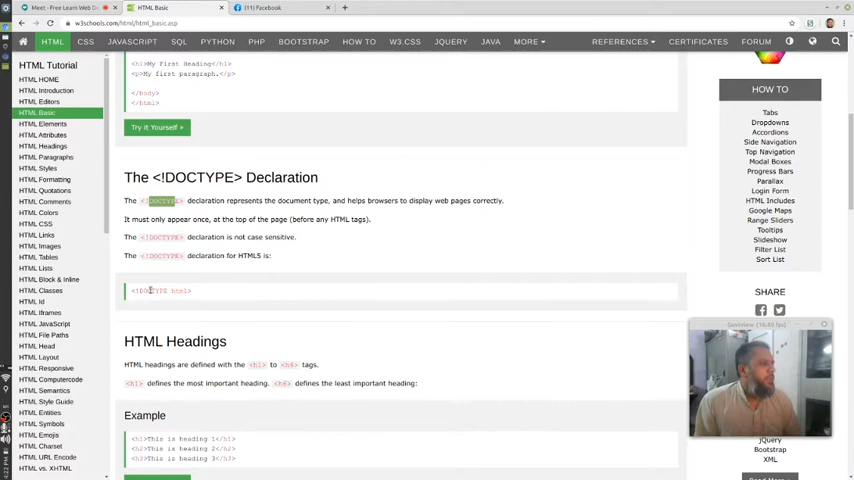 Meet - Free Learn Web De
HTML Basic
(11) Facebook
w3schools.com/html/html_basic.asp
HTML CSS JAVASCRIPT SQL PYTHON PHP BOOTSTRAP HOW TO W3.CSS JQUERY JAVA MORE REFERENCES CERTIFICATES FORUM
HTML Tutorial
HTML HOME
HTML Introduction
HTML Editors
HTML Basic
HTML Elements
HTML Attributes
HTML Headings
HTML Paragraphs
HTML Styles
HTML Formatting
HTML Quotations
HTML Comments
HTML Colors
HTML CSS
HTML Links
HTML Images
HTML Tables
HTML Lists
HTML Block & Inline
HTML Classes
HTML Id
HTML Iframes
HTML JavaScript
HTML File Paths
HTML Head
HTML Layout
HTML Responsive
HTML Computercode
HTML Semantics
HTML Style Guide
HTML Entities
HTML Symbols
HTML Emojis
HTML Charset
HTML URL Encode
HTML vs. XHTML
<h1>My First Heading</h1>
<p>My first paragraph.</p>
</body>
</html>
Try it Yourself »
The <!DOCTYPE> Declaration
The <!DOCTYPE> declaration represents the document type, and helps browsers to display web pages correctly.
It must only appear once, at the top of the page (before any HTML tags).
The <!DOCTYPE> declaration is not case sensitive.
The <!DOCTYPE> declaration for HTML5 is:
<!DOCTYPE html>
HTML Headings
HTML headings are defined with the <h1> to <h6> tags.
<h1> defines the most important heading. <h6> defines the least important heading:
Example
<h1>This is heading 1</h1>
<h2>This is heading 2</h2>
<h3>This is heading 3</h3>
HOW TO
Tabs
Dropdowns
Accordions
Side Navigation
Top Navigation
Modal Boxes
Progress Bars
Parallax
Login Form
HTML Includes
Google Maps
Range Sliders
Tooltips
Slideshow
Filter List
Sort List
SHARE
jQuery
Bootstrap
XML
4:22 PM